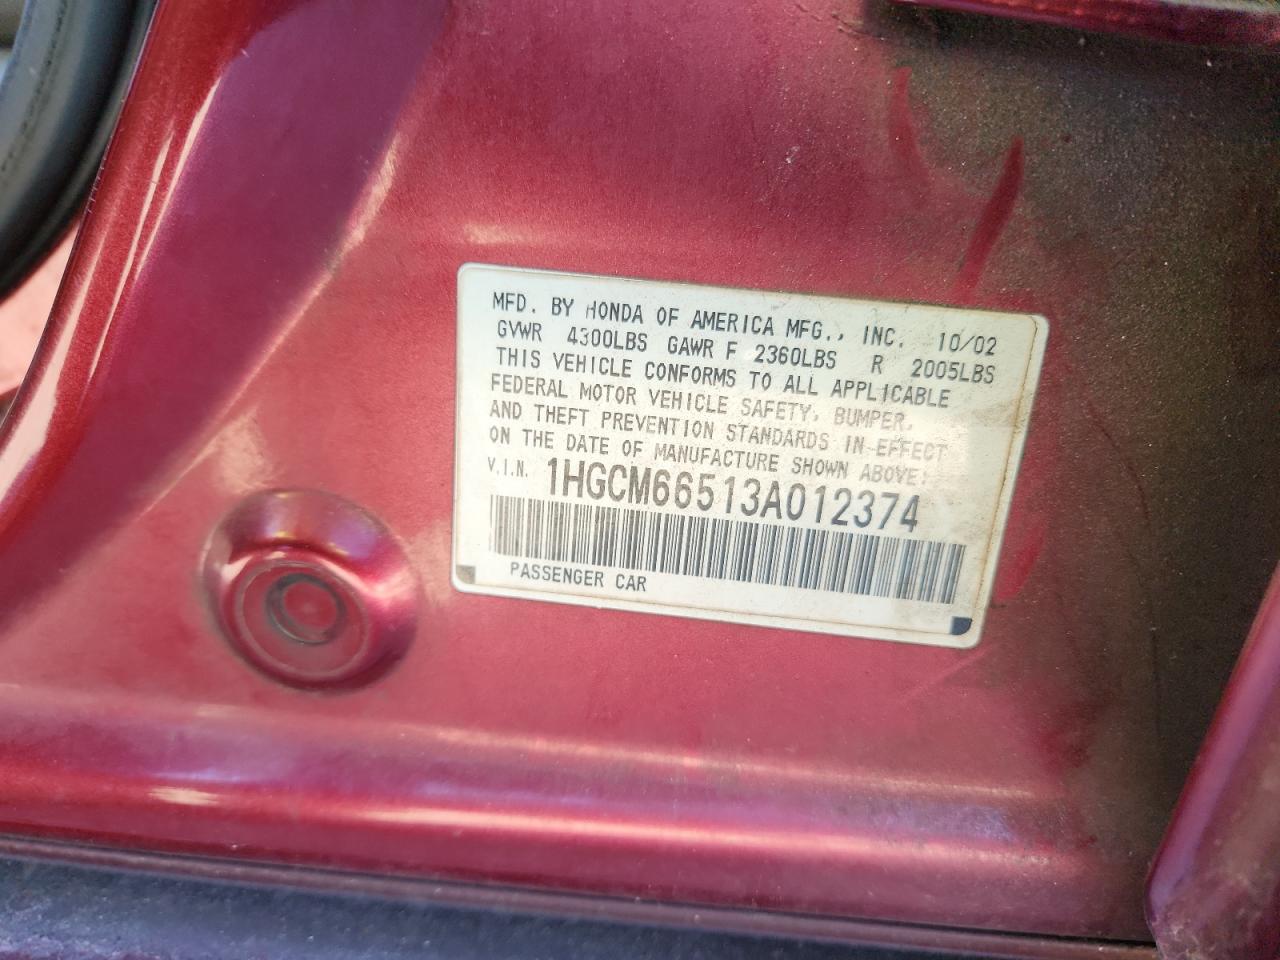 MFD. BY HONDA OF AMERICA MFG., INC. 10/02
GVWR 4300LBS GAWR F 2360LBS R 2005LBS
THIS VEHICLE CONFORMS TO ALL APPLICABLE
FEDERAL MOTOR VEHICLE SAFETY, BUMPER,
AND THEFT PREVENTION STANDARDS IN EFFECT
ON THE DATE OF MANUFACTURE SHOWN ABOVE:
V.I.N. 1HGCM66513A012374
PASSENGER CAR